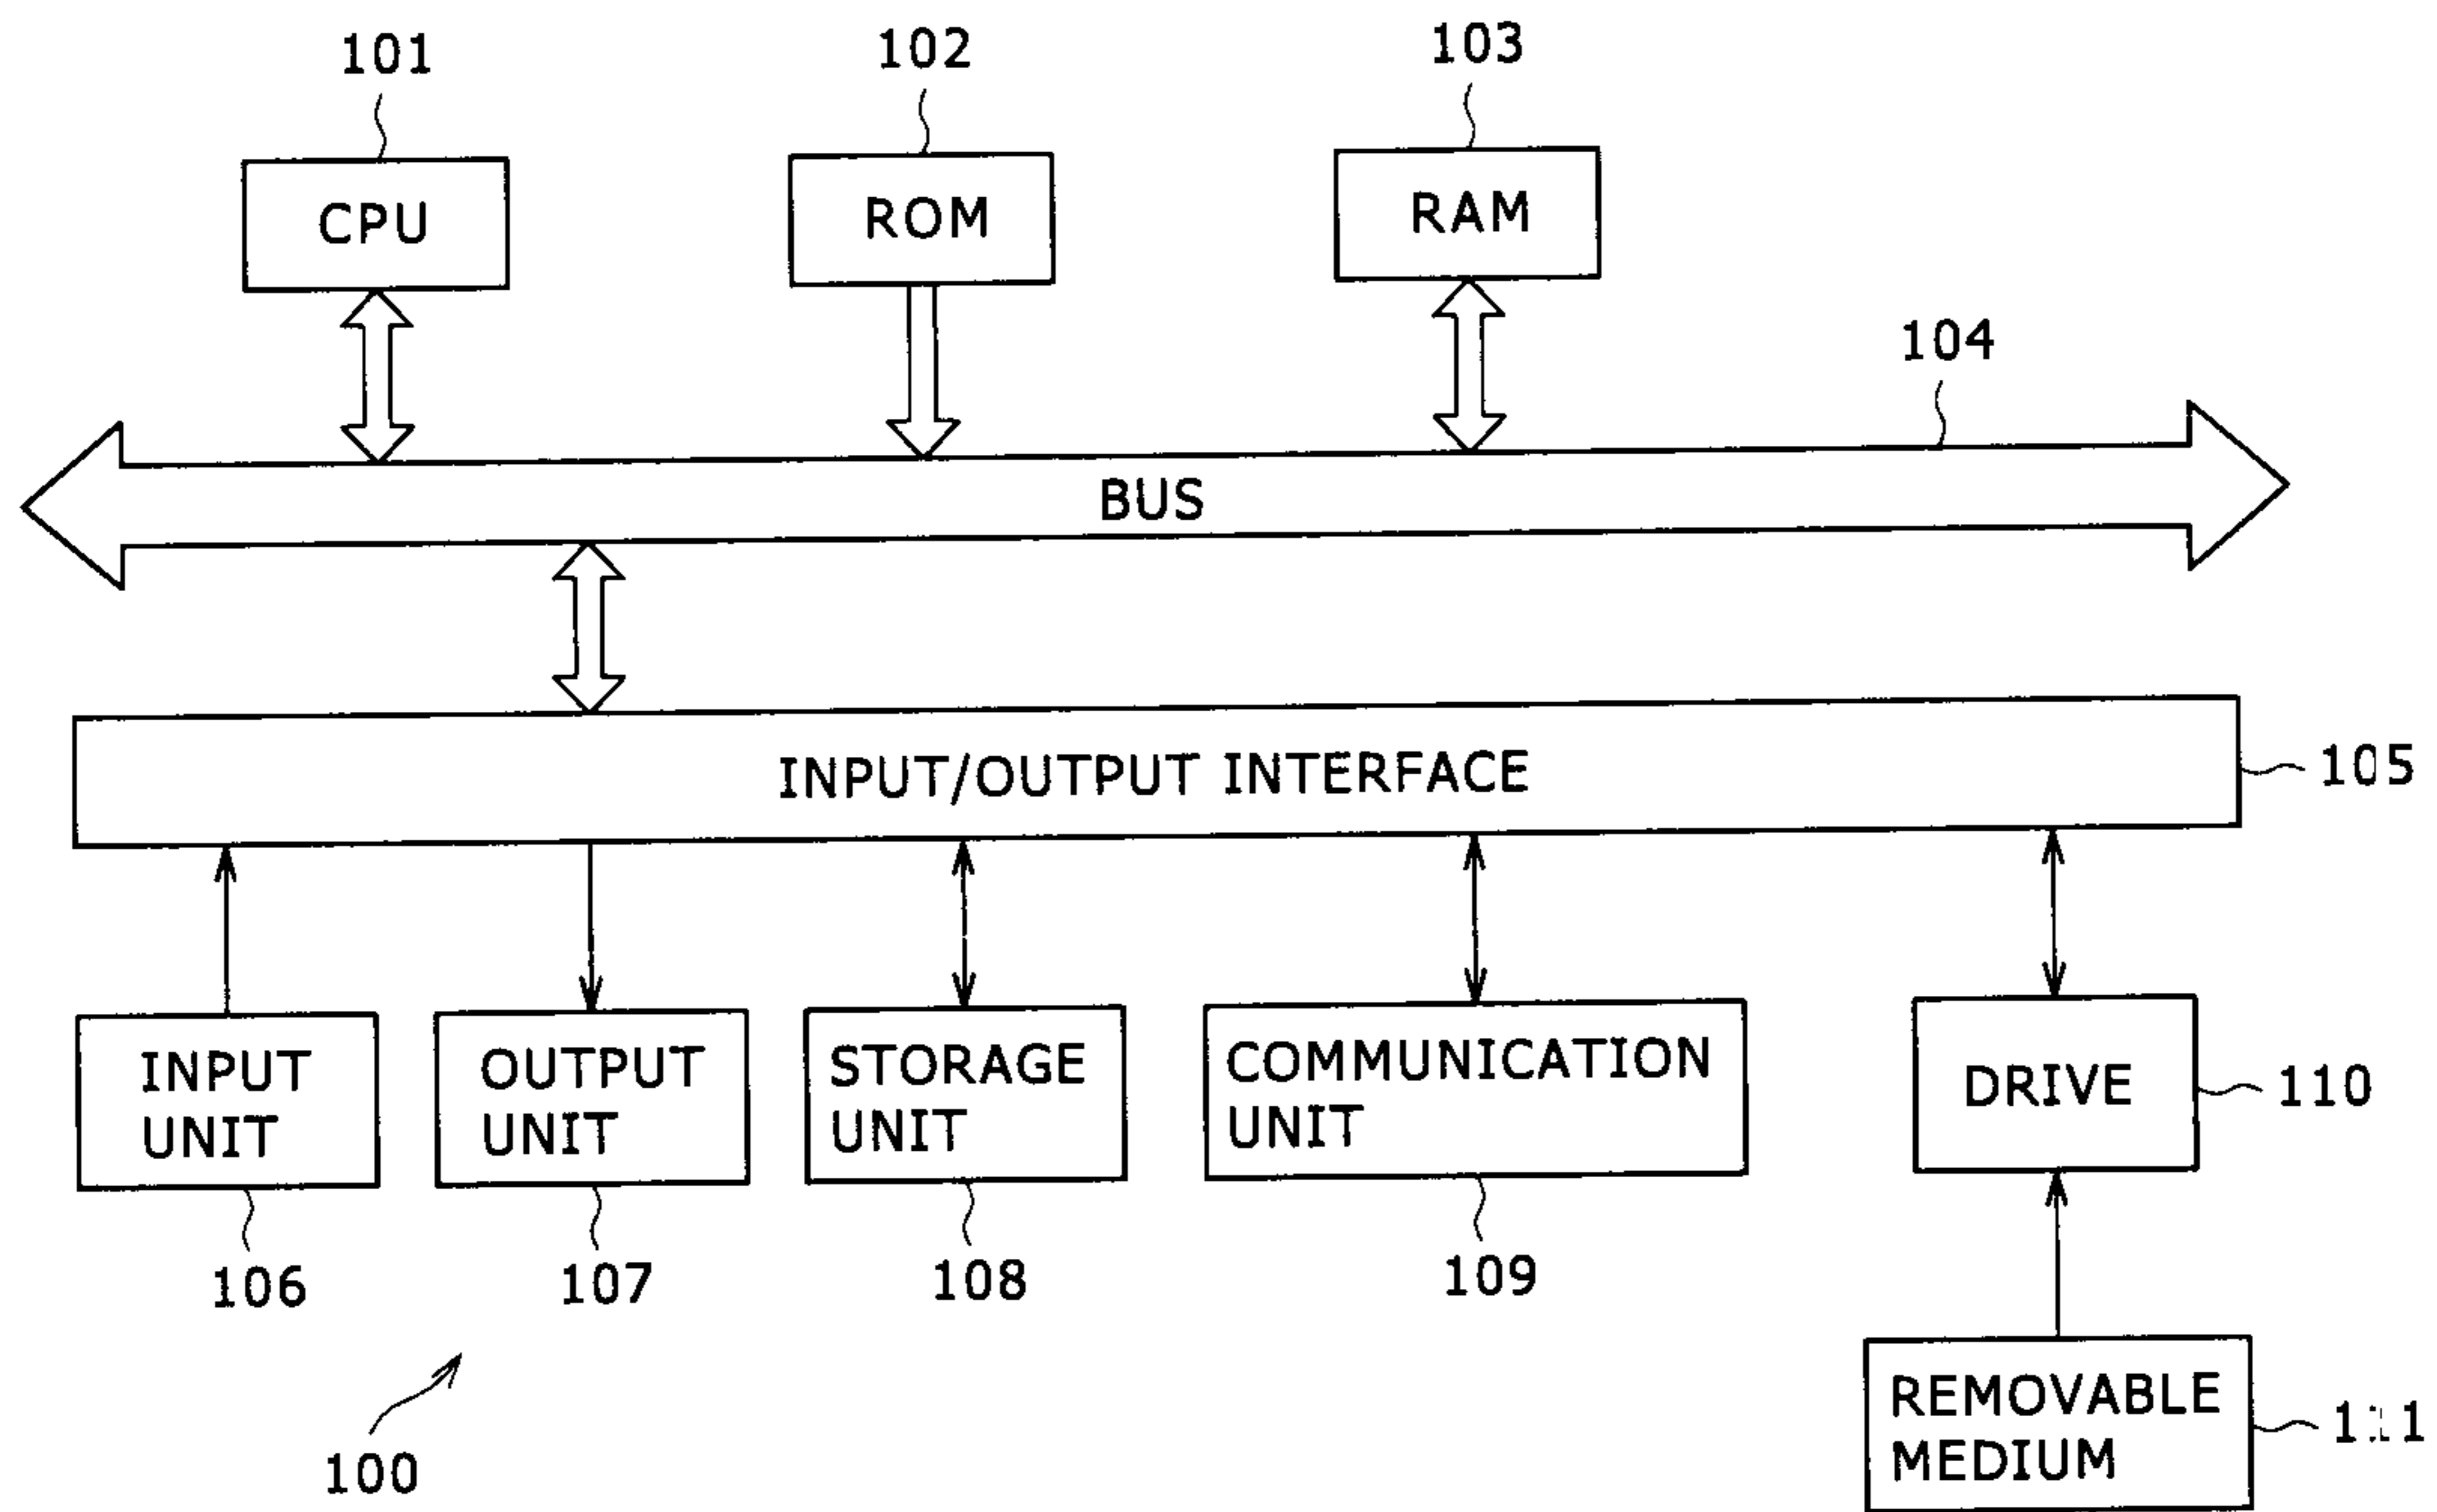 101
102
103
CPU
ROM
RAM
104
BUS
INPUT/OUTPUT INTERFACE
105
INPUT
UNIT
OUTPUT
UNIT
STORAGE
UNIT
COMMUNICATION
UNIT
DRIVE
110
106
107
108
109
REMOVABLE
MEDIUM
111
100